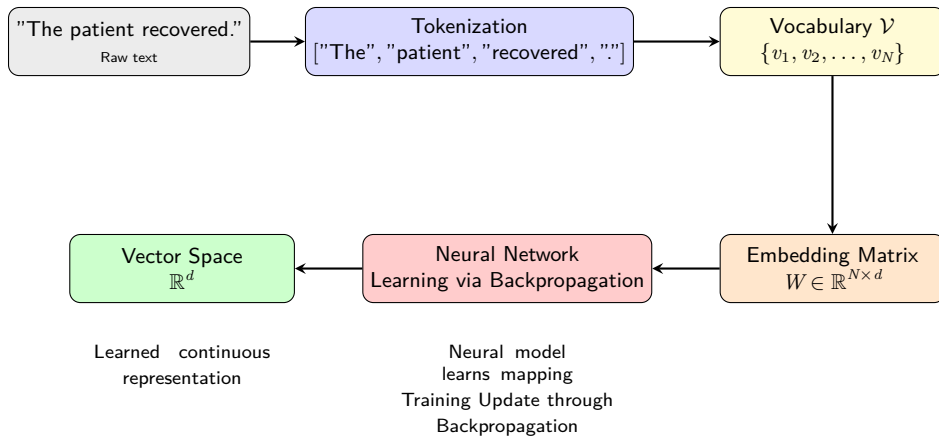 "The patient recovered."
Raw text
Tokenization
["The", "patient", "recovered", "."]
Vocabulary 𝒱
{v₁, v₂, . . . , v_N}
Embedding Matrix
W ∈ ℝ^{N×d}
Neural Network
Learning via Backpropagation
Vector Space
ℝ^d
Learned continuous
representation
Neural model
learns mapping
Training Update through
Backpropagation